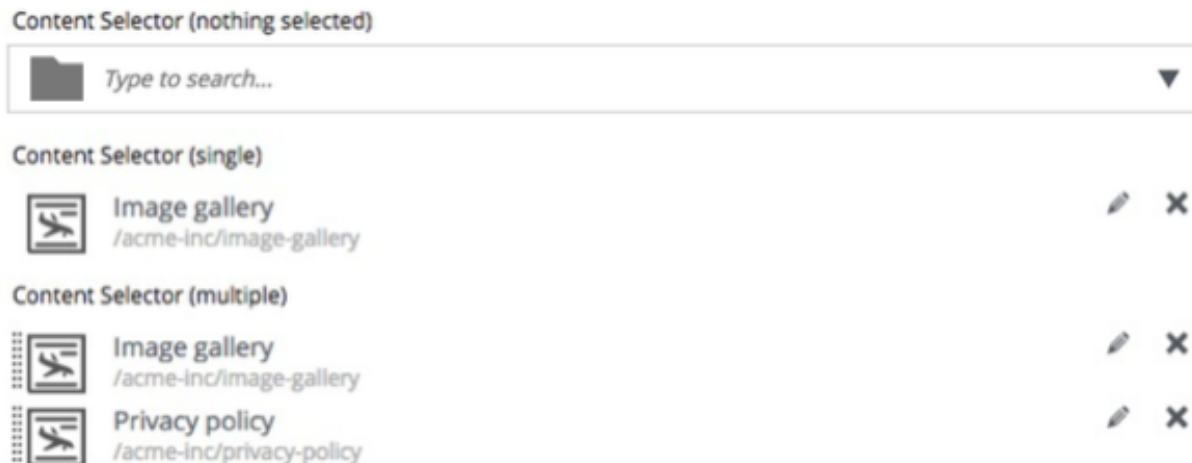 Content Selector (nothing selected)
Type to search...
Content Selector (single)
Image gallery
/acme-inc/image-gallery
Content Selector (multiple)
Image gallery
/acme-inc/image-gallery
Privacy policy
/acme-inc/privacy-policy